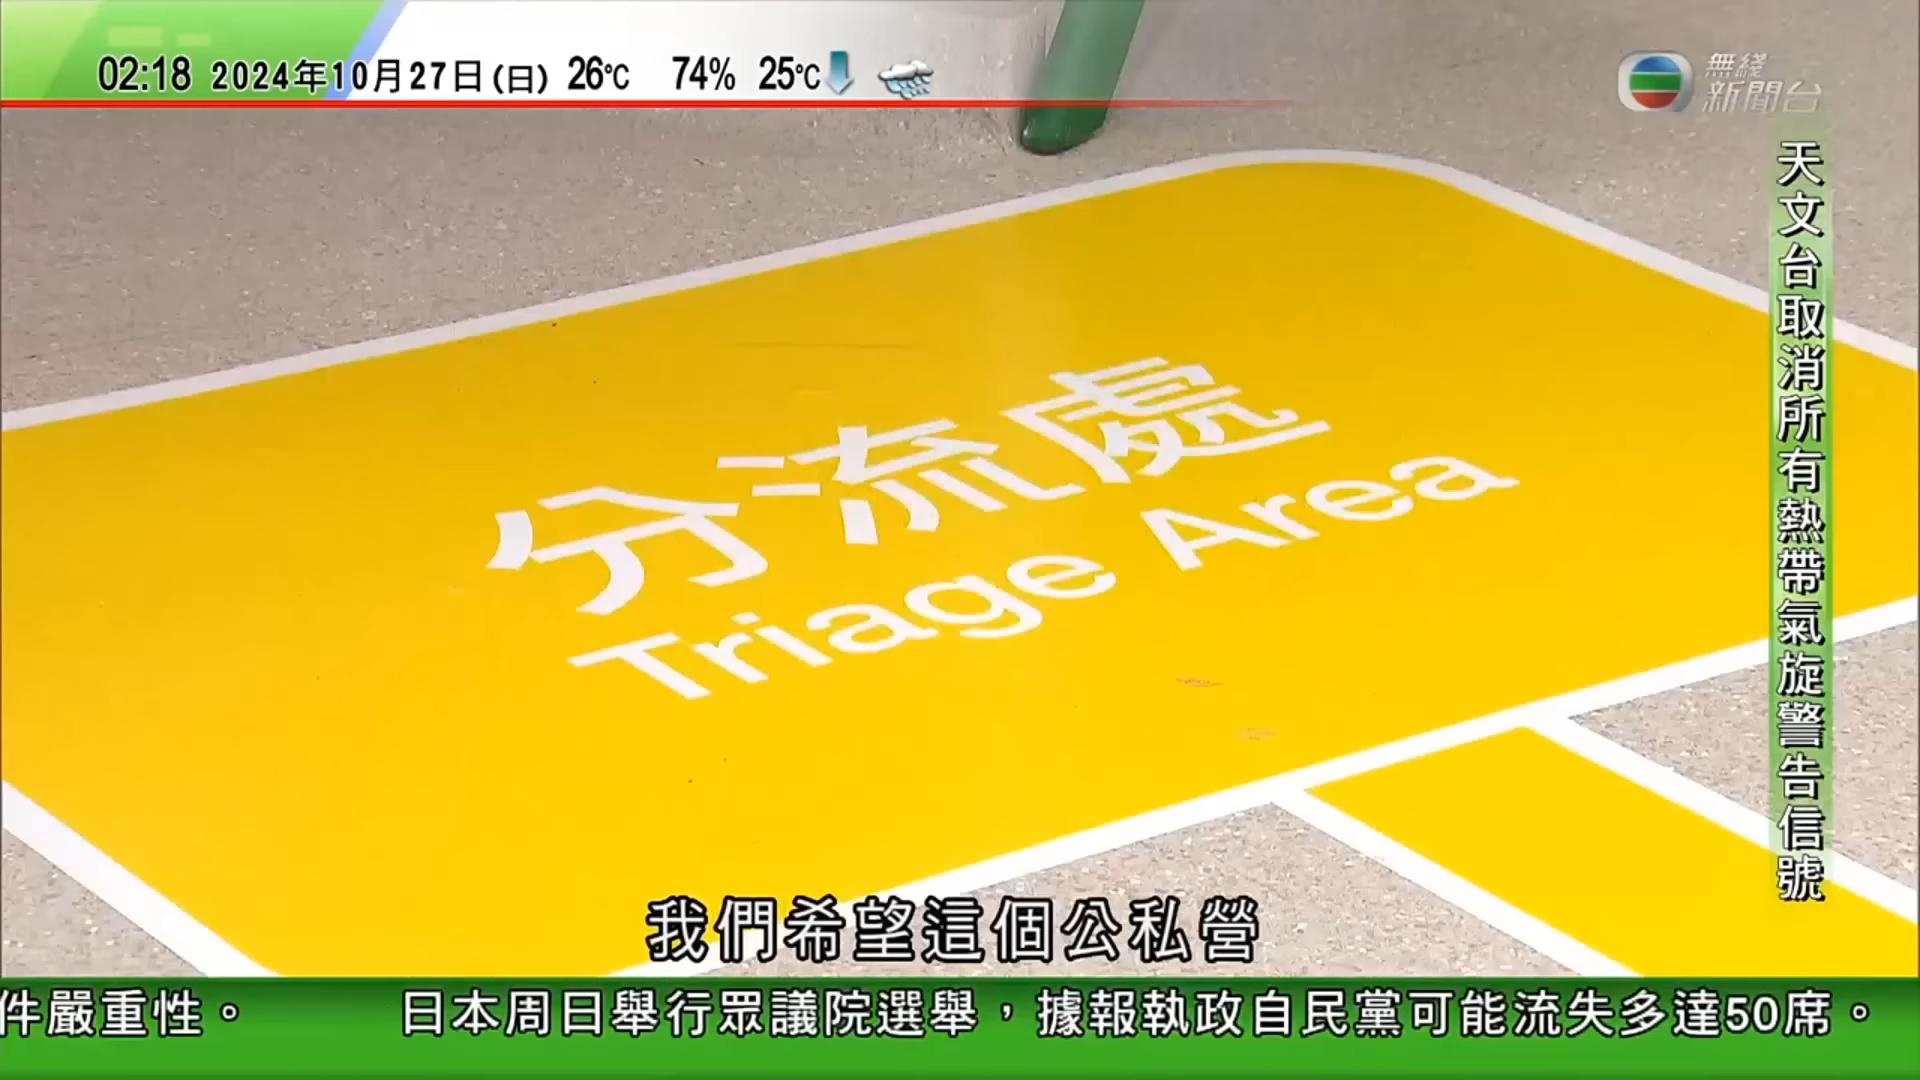 02:18 2024年10月27日(日) 26℃ 74% 25℃
無綫
新聞台
天文台取消所有熱帶氣旋警告信號
分流處
Triage Area
我們希望這個公私營
件嚴重性。 日本周日舉行眾議院選舉，據報執政自民黨可能流失多達50席。